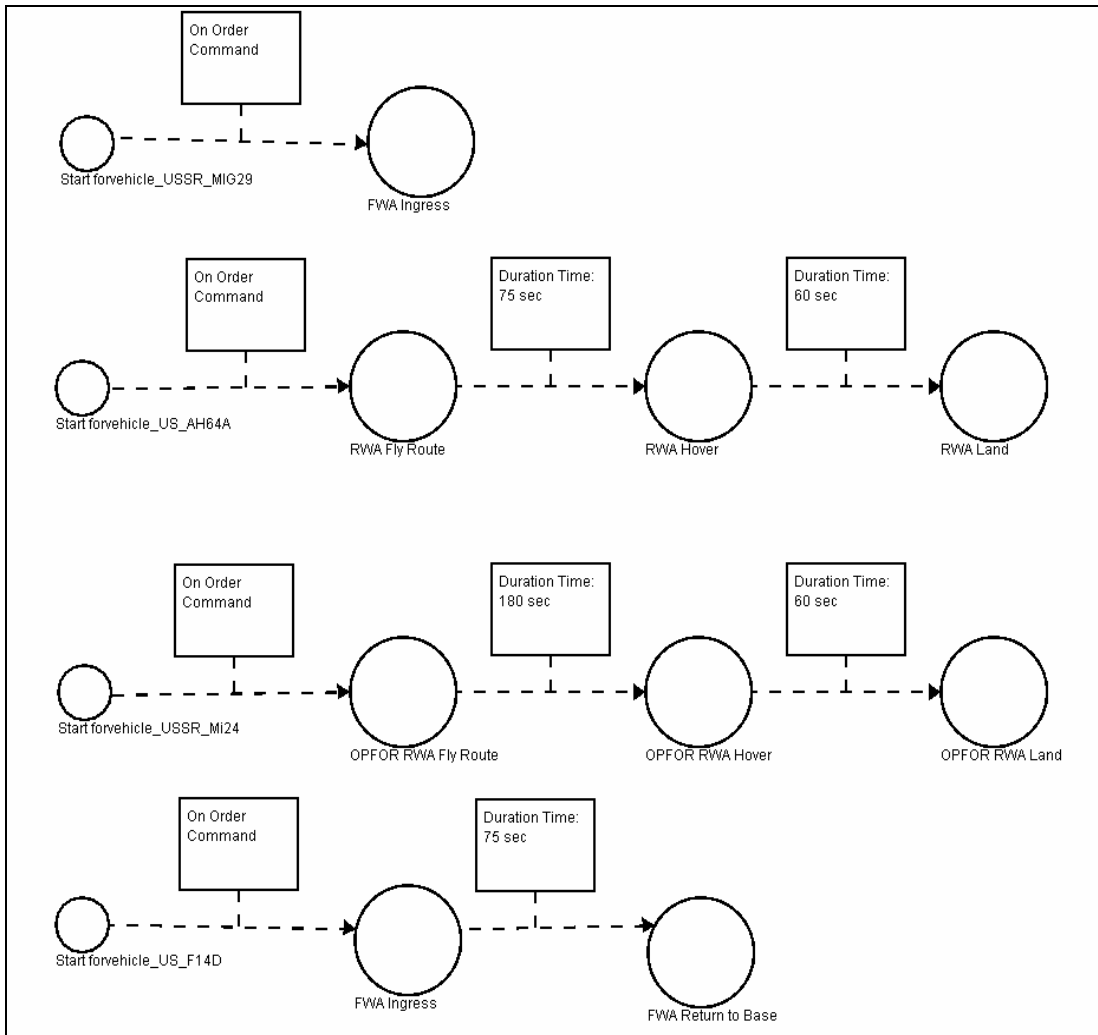 On Order
Command
Start forvehicle_USSR_MIG29
FWA Ingress
On Order
Command
Duration Time:
75 sec
Duration Time:
60 sec
Start forvehicle_US_AH64A
RWA Fly Route
RWA Hover
RWA Land
On Order
Command
Duration Time:
180 sec
Duration Time:
60 sec
Start forvehicle_USSR_Mi24
OPFOR RWA Fly Route
OPFOR RWA Hover
OPFOR RWA Land
On Order
Command
Duration Time:
75 sec
Start forvehicle_US_F14D
FWA Ingress
FWA Return to Base